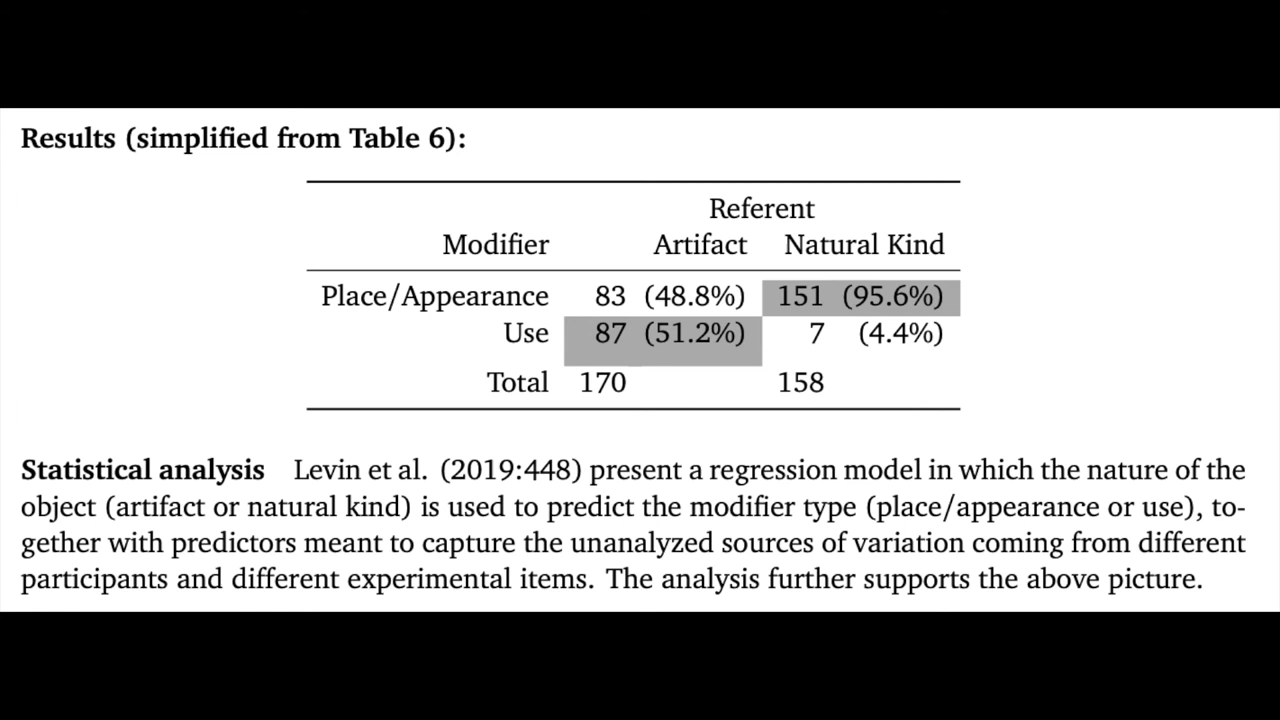 Results (simplified from Table 6):
Referent
Modifier Artifact Natural Kind
Place/Appearance 83 (48.8%) 151 (95.6%)
Use 87 (51.2%) 7 (4.4%)
Total 170 158
Statistical analysis Levin et al. (2019:448) present a regression model in which the nature of the
object (artifact or natural kind) is used to predict the modifier type (place/appearance or use), to-
gether with predictors meant to capture the unanalyzed sources of variation coming from different
participants and different experimental items. The analysis further supports the above picture.